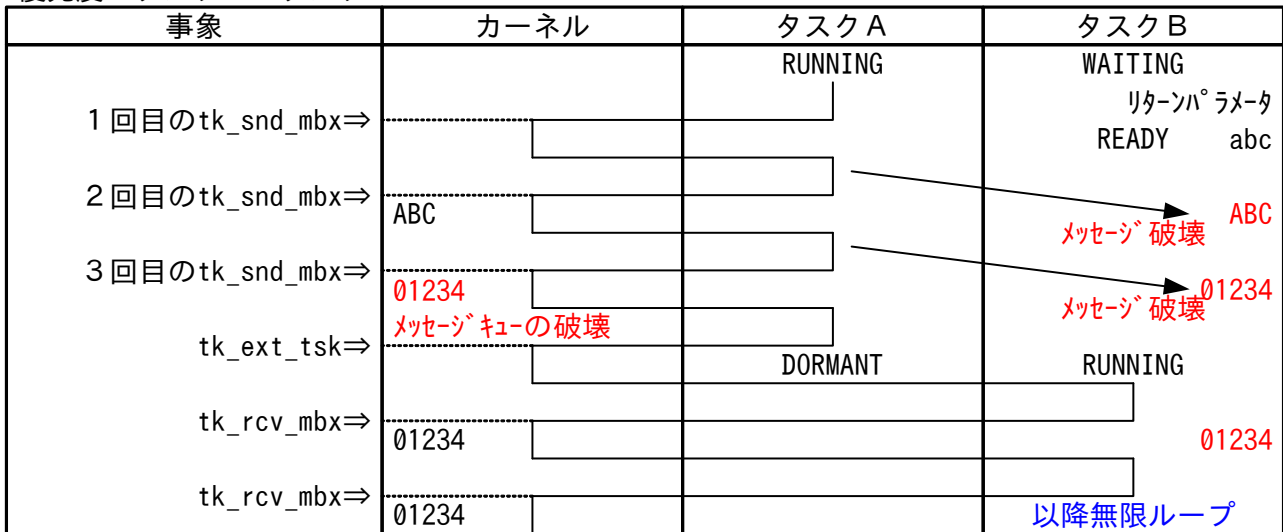 事象 カーネル タスクA タスクB
RUNNING WAITING
リターンパラメータ
1回目のtk_snd_mbx⇒
READY abc
2回目のtk_snd_mbx⇒
ABC ABC
メッセージ破壊
3回目のtk_snd_mbx⇒
01234 01234
メッセージ破壊
メッセージキューの破壊
tk_ext_tsk⇒
DORMANT RUNNING
tk_rcv_mbx⇒
01234 01234
tk_rcv_mbx⇒
01234 以降無限ループ